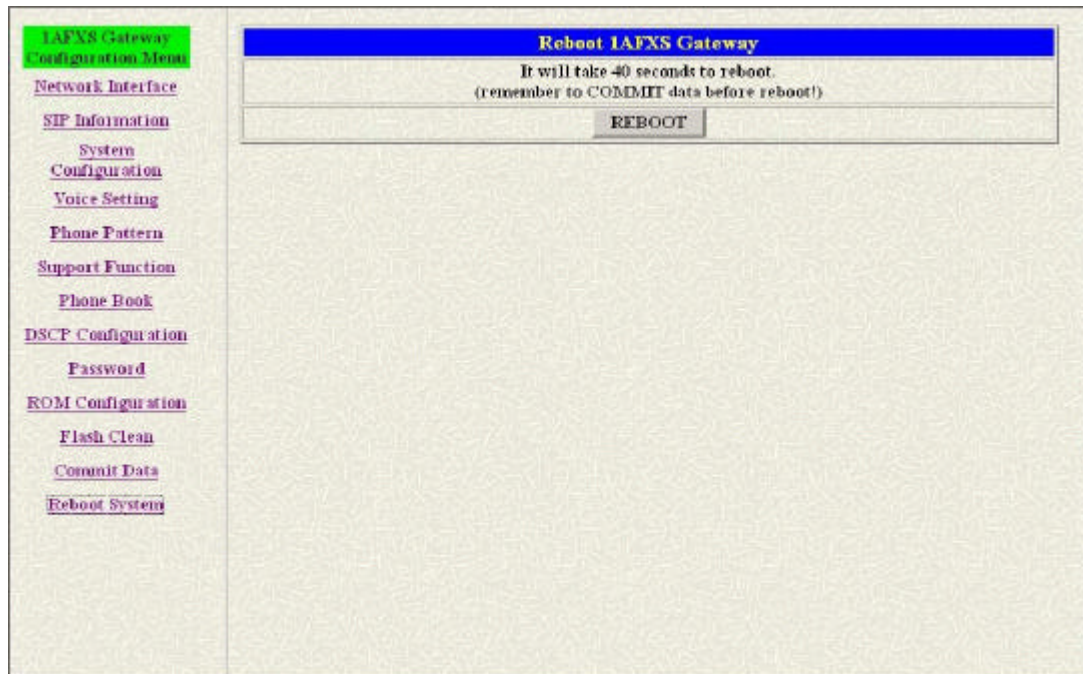 1AFXS Gateway
Configuration Menu
Network Interface
SIP Information
System
Configuration
Voice Setting
Phone Pattern
Support Function
Phone Book
DSCP Configuration
Password
ROM Configuration
Flash Clean
Commit Data
Reboot System
Reboot 1AFXS Gateway
It will take 40 seconds to reboot.
(remember to COMMIT data before reboot!)
REBOOT